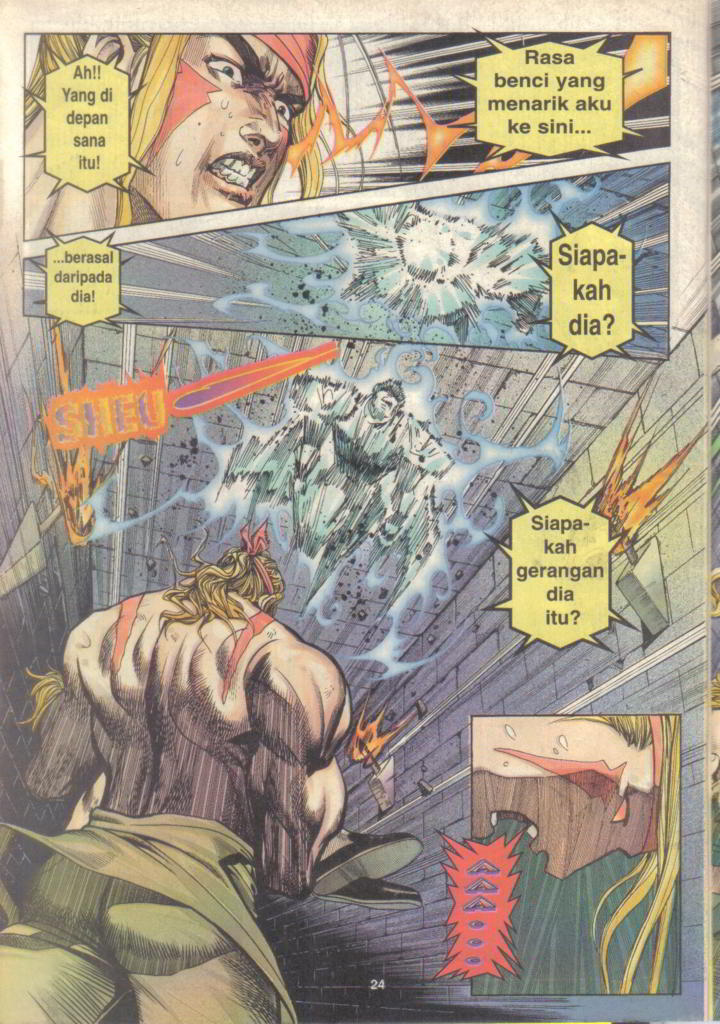 Ah!!
Yang di
depan
sana
itu!
Rasa
benci yang
menarik aku
ke sini...
...berasal
daripada
dia!
Siapa-
kah
dia?
SHEU
Siapa-
kah
gerangan
dia
itu?
AAA...
24